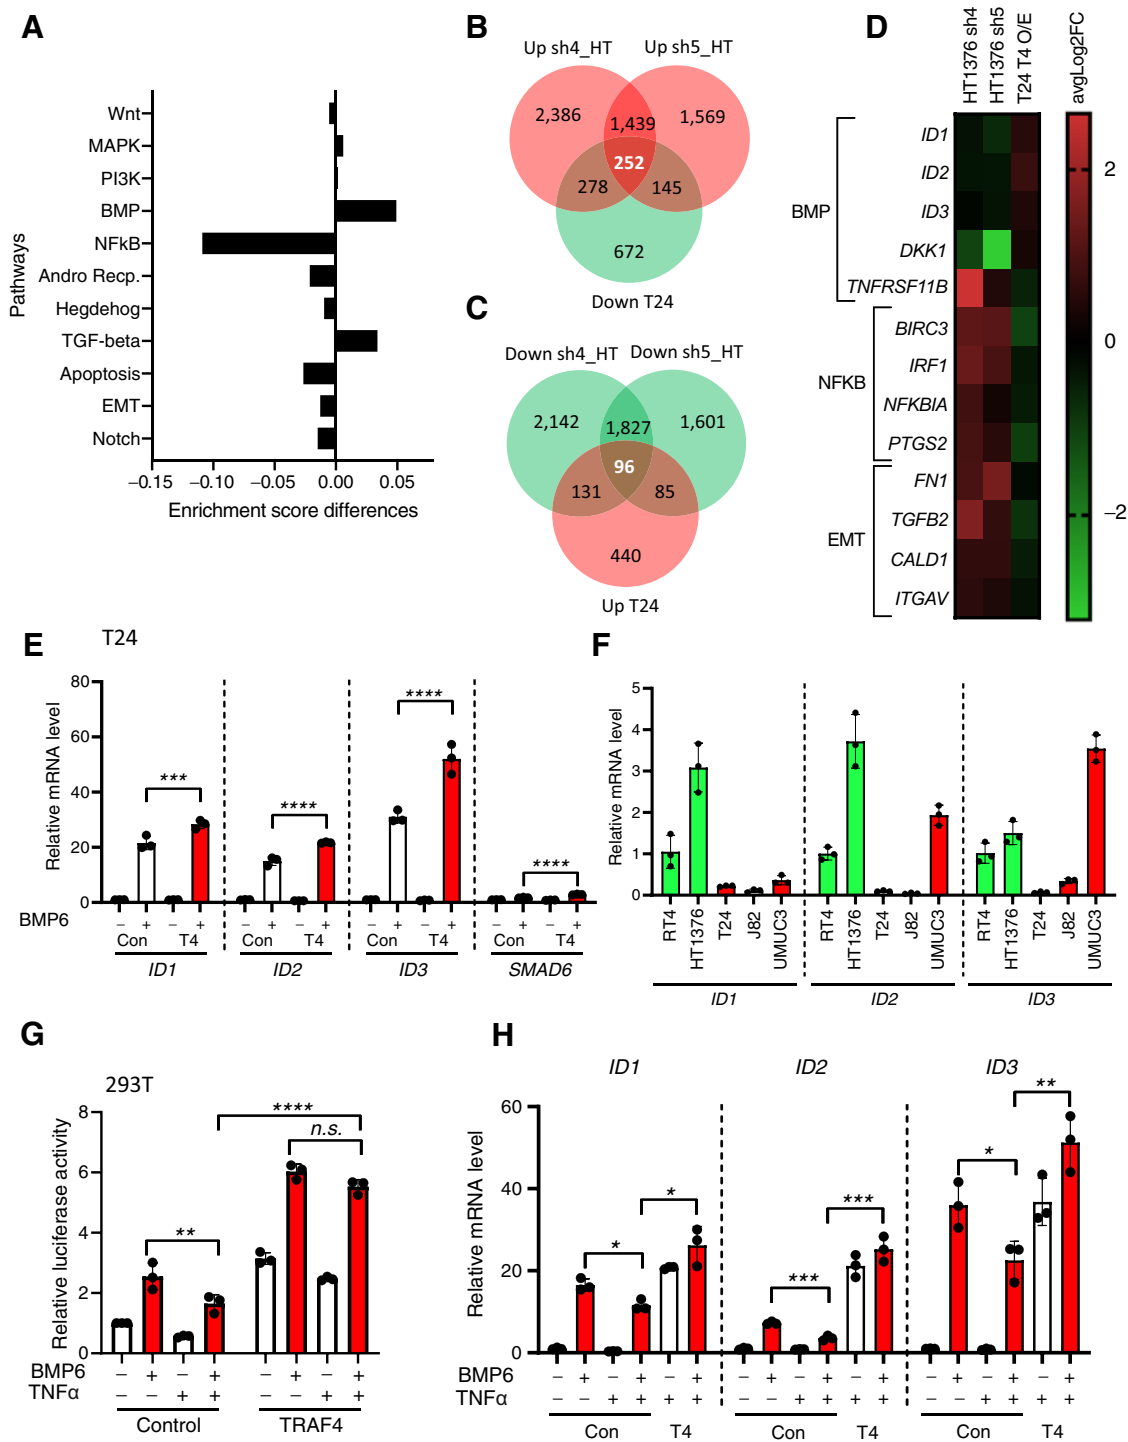 A
Wnt
MAPK
PI3K
BMP
NFkB
Andro Recp.
Hegdehog
TGF-beta
Apoptosis
EMT
Notch
Pathways
−0.15 −0.10 −0.05 0.00 0.05
Enrichment score differences
B
Up sh4_HT Up sh5_HT
2,386 1,439 1,569
252
278 145
672
Down T24
C
Down sh4_HT Down sh5_HT
2,142 1,827 1,601
96
131 85
440
Up T24
D
HT1376 sh4
HT1376 sh5
T24 T4 O/E
avgLog2FC
BMP
ID1
ID2
ID3
DKK1
TNFRSF11B
NFKB
BIRC3
IRF1
NFKBIA
PTGS2
EMT
FN1
TGFB2
CALD1
ITGAV
2
0
−2
E
T24
Relative mRNA level
80
60
40
20
0
*** **** **** ****
BMP6 − + − + − + − + − + − + − + − +
Con T4 Con T4 Con T4 Con T4
ID1 ID2 ID3 SMAD6
F
Relative mRNA level
5
4
3
2
1
0
RT4 HT1376 T24 J82 UMUC3 RT4 HT1376 T24 J82 UMUC3 RT4 HT1376 T24 J82 UMUC3
ID1 ID2 ID3
G
293T
Relative luciferase activity
8
6
4
2
0
****
n.s.
**
BMP6 − + − + − + − +
TNFα − − + + − − + +
Control TRAF4
H
ID1 ID2 ID3
Relative mRNA level
60
40
20
0
* * *** *** * **
BMP6 − + − + − + − + − + − + − + − + − +
TNFα − − + + + + − − + + + + − − + + + +
Con T4 Con T4 Con T4